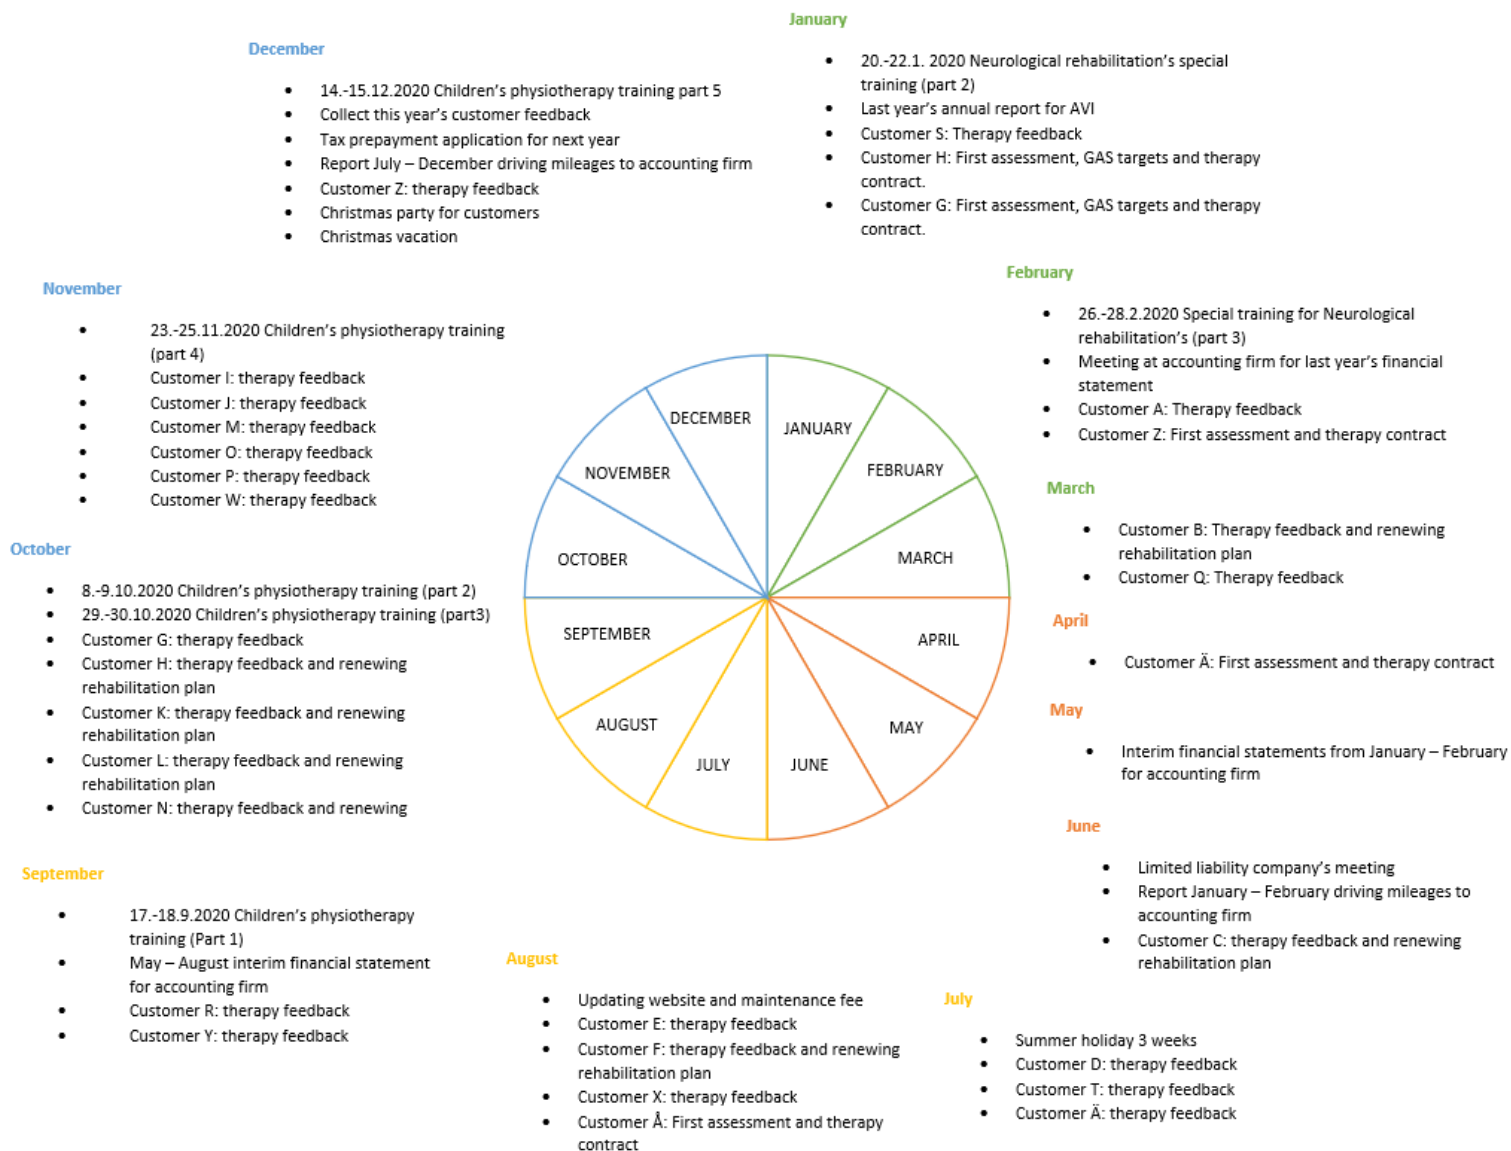 January
• 20.-22.1. 2020 Neurological rehabilitation's special
training (part 2)
• Last year's annual report for AVI
• Customer S: Therapy feedback
• Customer H: First assessment, GAS targets and therapy
contract.
• Customer G: First assessment, GAS targets and therapy
contract.
February
• 26.-28.2.2020 Special training for Neurological
rehabilitation's (part 3)
• Meeting at accounting firm for last year's financial
statement
• Customer A: Therapy feedback
• Customer Z: First assessment and therapy contract
March
• Customer B: Therapy feedback and renewing
rehabilitation plan
• Customer Q: Therapy feedback
April
• Customer Ä: First assessment and therapy contract
May
• Interim financial statements from January – February
for accounting firm
June
• Limited liability company's meeting
• Report January – February driving mileages to
accounting firm
• Customer C: therapy feedback and renewing
rehabilitation plan
July
• Summer holiday 3 weeks
• Customer D: therapy feedback
• Customer T: therapy feedback
• Customer Ä: therapy feedback
August
• Updating website and maintenance fee
• Customer E: therapy feedback
• Customer F: therapy feedback and renewing
rehabilitation plan
• Customer X: therapy feedback
• Customer Å: First assessment and therapy
contract
September
• 17.-18.9.2020 Children's physiotherapy
training (Part 1)
• May – August interim financial statement
for accounting firm
• Customer R: therapy feedback
• Customer Y: therapy feedback
October
• 8.-9.10.2020 Children's physiotherapy training (part 2)
• 29.-30.10.2020 Children's physiotherapy training (part3)
• Customer G: therapy feedback
• Customer H: therapy feedback and renewing
rehabilitation plan
• Customer K: therapy feedback and renewing
rehabilitation plan
• Customer L: therapy feedback and renewing
rehabilitation plan
• Customer N: therapy feedback and renewing
November
• 23.-25.11.2020 Children's physiotherapy training
(part 4)
• Customer I: therapy feedback
• Customer J: therapy feedback
• Customer M: therapy feedback
• Customer O: therapy feedback
• Customer P: therapy feedback
• Customer W: therapy feedback
December
• 14.-15.12.2020 Children's physiotherapy training part 5
• Collect this year's customer feedback
• Tax prepayment application for next year
• Report July – December driving mileages to accounting firm
• Customer Z: therapy feedback
• Christmas party for customers
• Christmas vacation
JANUARY
FEBRUARY
MARCH
APRIL
MAY
JUNE
JULY
AUGUST
SEPTEMBER
OCTOBER
NOVEMBER
DECEMBER